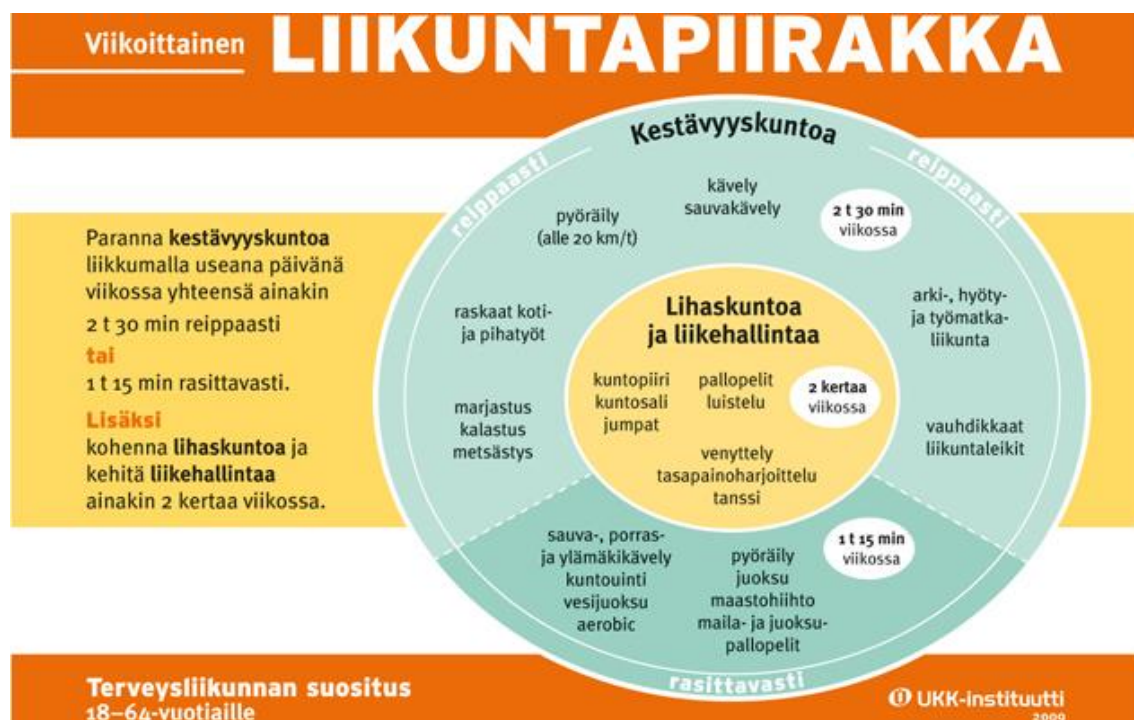 Viikoittainen LIIKUNTAPIIRAKKA
Paranna kestävyyskuntoa
liikkumalla useana päivänä
viikossa yhteensä ainakin
2 t 30 min reippaasti
tai
1 t 15 min rasittavasti.
Lisäksi
kohenna lihaskuntoa ja
kehitä liikehallintaa
ainakin 2 kertaa viikossa.
Kestävyyskuntoa
reippaasti
reippaasti
kävely
sauvakävely
2 t 30 min
viikossa
pyöräily
(alle 20 km/t)
raskaat koti-
ja pihatyöt
marjastus
kalastus
metsästys
arki-, hyöty-
ja työmatka-
liikunta
vauhdikkaat
liikuntaleikit
Lihaskuntoa
ja liikehallintaa
kuntopiiri
kuntosali
jumpat
pallopelit
luistelu
2 kertaa
viikossa
venyttely
tasapainoharjoittelu
tanssi
sauva-, porras-
ja ylämäkikävely
kuntouinti
vesijuoksu
aerobic
pyöräily
juoksu
maastohiihto
maila- ja juoksu-
pallopelit
1 t 15 min
viikossa
rasittavasti
Terveysliikunnan suositus
18–64-vuotiaille
UKK-instituutti
2009